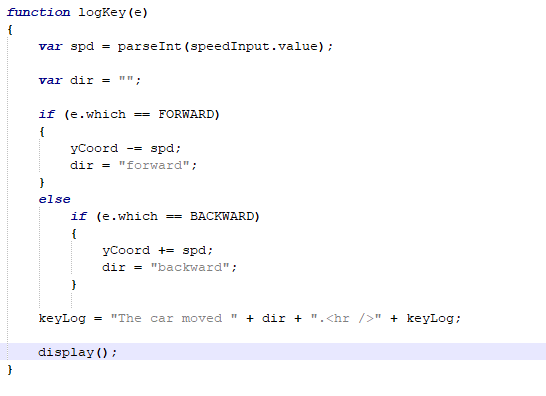 function logKey(e)
{
    var spd = parseInt(speedInput.value);
    var dir = "";
    if (e.which == FORWARD)
    {
        yCoord -= spd;
        dir = "forward";
    }
    else
        if (e.which == BACKWARD)
        {
            yCoord += spd;
            dir = "backward";
        }
    keyLog = "The car moved " + dir + ".<hr />" + keyLog;
    display();
}